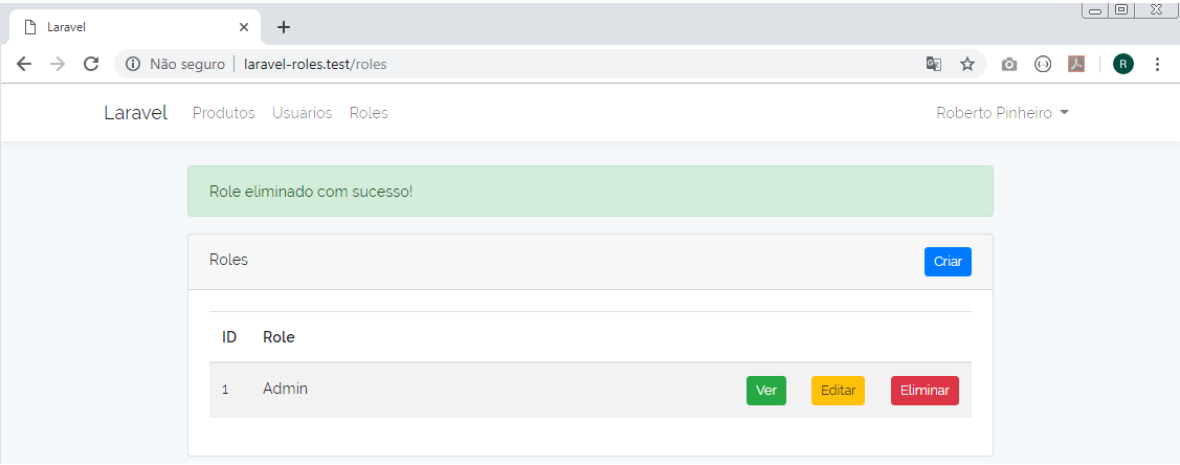 Laravel
Não seguro | laravel-roles.test/roles
R
Laravel Produtos Usuários Roles Roberto Pinheiro
Role eliminado com sucesso!
Roles Criar
ID Role
1 Admin Ver Editar Eliminar